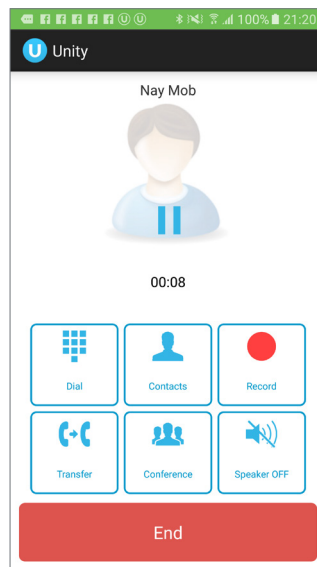 100% 21:20
U Unity
Nay Mob
00:08
Dial Contacts Record
Transfer Conference Speaker OFF
End